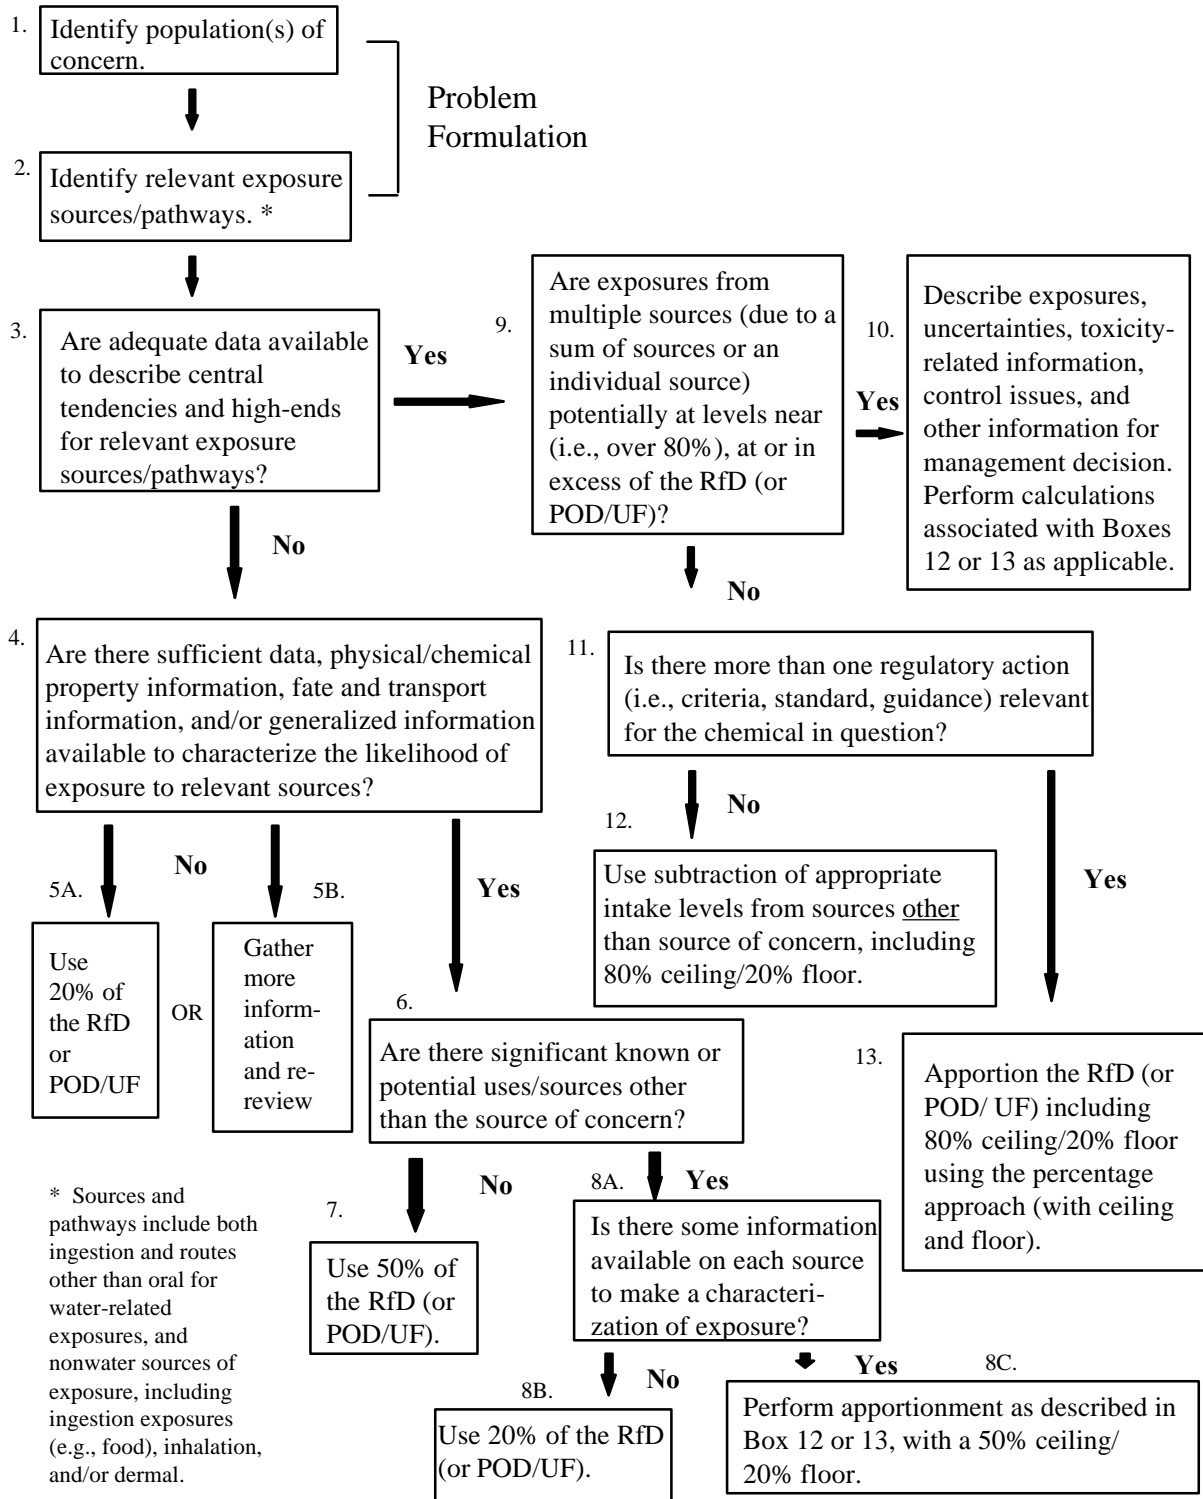 1.
Identify population(s) of
concern.
Problem
Formulation
2.
Identify relevant exposure
sources/pathways. *
3.
Are adequate data available
to describe central
tendencies and high-ends
for relevant exposure
sources/pathways?
Yes
No
9.
Are exposures from
multiple sources (due to a
sum of sources or an
individual source)
potentially at levels near
(i.e., over 80%), at or in
excess of the RfD (or
POD/UF)?
Yes
No
10.
Describe exposures,
uncertainties, toxicity-
related information,
control issues, and
other information for
management decision.
Perform calculations
associated with Boxes
12 or 13 as applicable.
4.
Are there sufficient data, physical/chemical
property information, fate and transport
information, and/or generalized information
available to characterize the likelihood of
exposure to relevant sources?
No
Yes
11.
Is there more than one regulatory action
(i.e., criteria, standard, guidance) relevant
for the chemical in question?
No
Yes
12.
Use subtraction of appropriate
intake levels from sources other
than source of concern, including
80% ceiling/20% floor.
5A.
Use
20% of
the RfD
or
POD/UF
OR
5B.
Gather
more
inform-
ation
and re-
review
6.
Are there significant known or
potential uses/sources other
than the source of concern?
No
Yes
13.
Apportion the RfD (or
POD/ UF) including
80% ceiling/20% floor
using the percentage
approach (with ceiling
and floor).
7.
Use 50% of
the RfD (or
POD/UF).
8A.
Is there some information
available on each source
to make a characteri-
zation of exposure?
No
Yes
8B.
Use 20% of the RfD
(or POD/UF).
8C.
Perform apportionment as described in
Box 12 or 13, with a 50% ceiling/
20% floor.
* Sources and
pathways include both
ingestion and routes
other than oral for
water-related
exposures, and
nonwater sources of
exposure, including
ingestion exposures
(e.g., food), inhalation,
and/or dermal.